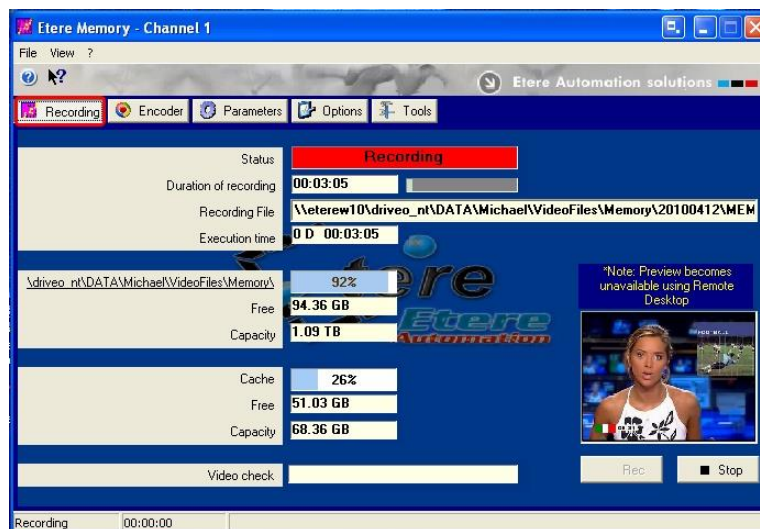 Etere Memory - Channel 1
File View ?
Etere Automation solutions
Recording Encoder Parameters Options Tools
Status Recording
Duration of recording 00:03:05
Recording File \\eterew10\driveo_nt\DATA\Michael\VideoFiles\Memory\20100412\MEM
Execution time 0 D 00:03:05
\driveo_nt\DATA\Michael\VideoFiles\Memory\ 92%
Free 94.36 GB
Capacity 1.09 TB
Etere
Etere
Automation
*Note: Preview becomes
unavailable using Remote
Desktop
FOOTBALL
Cache 26%
Free 51.03 GB
Capacity 68.36 GB
Video check
Rec Stop
Recording 00:00:00